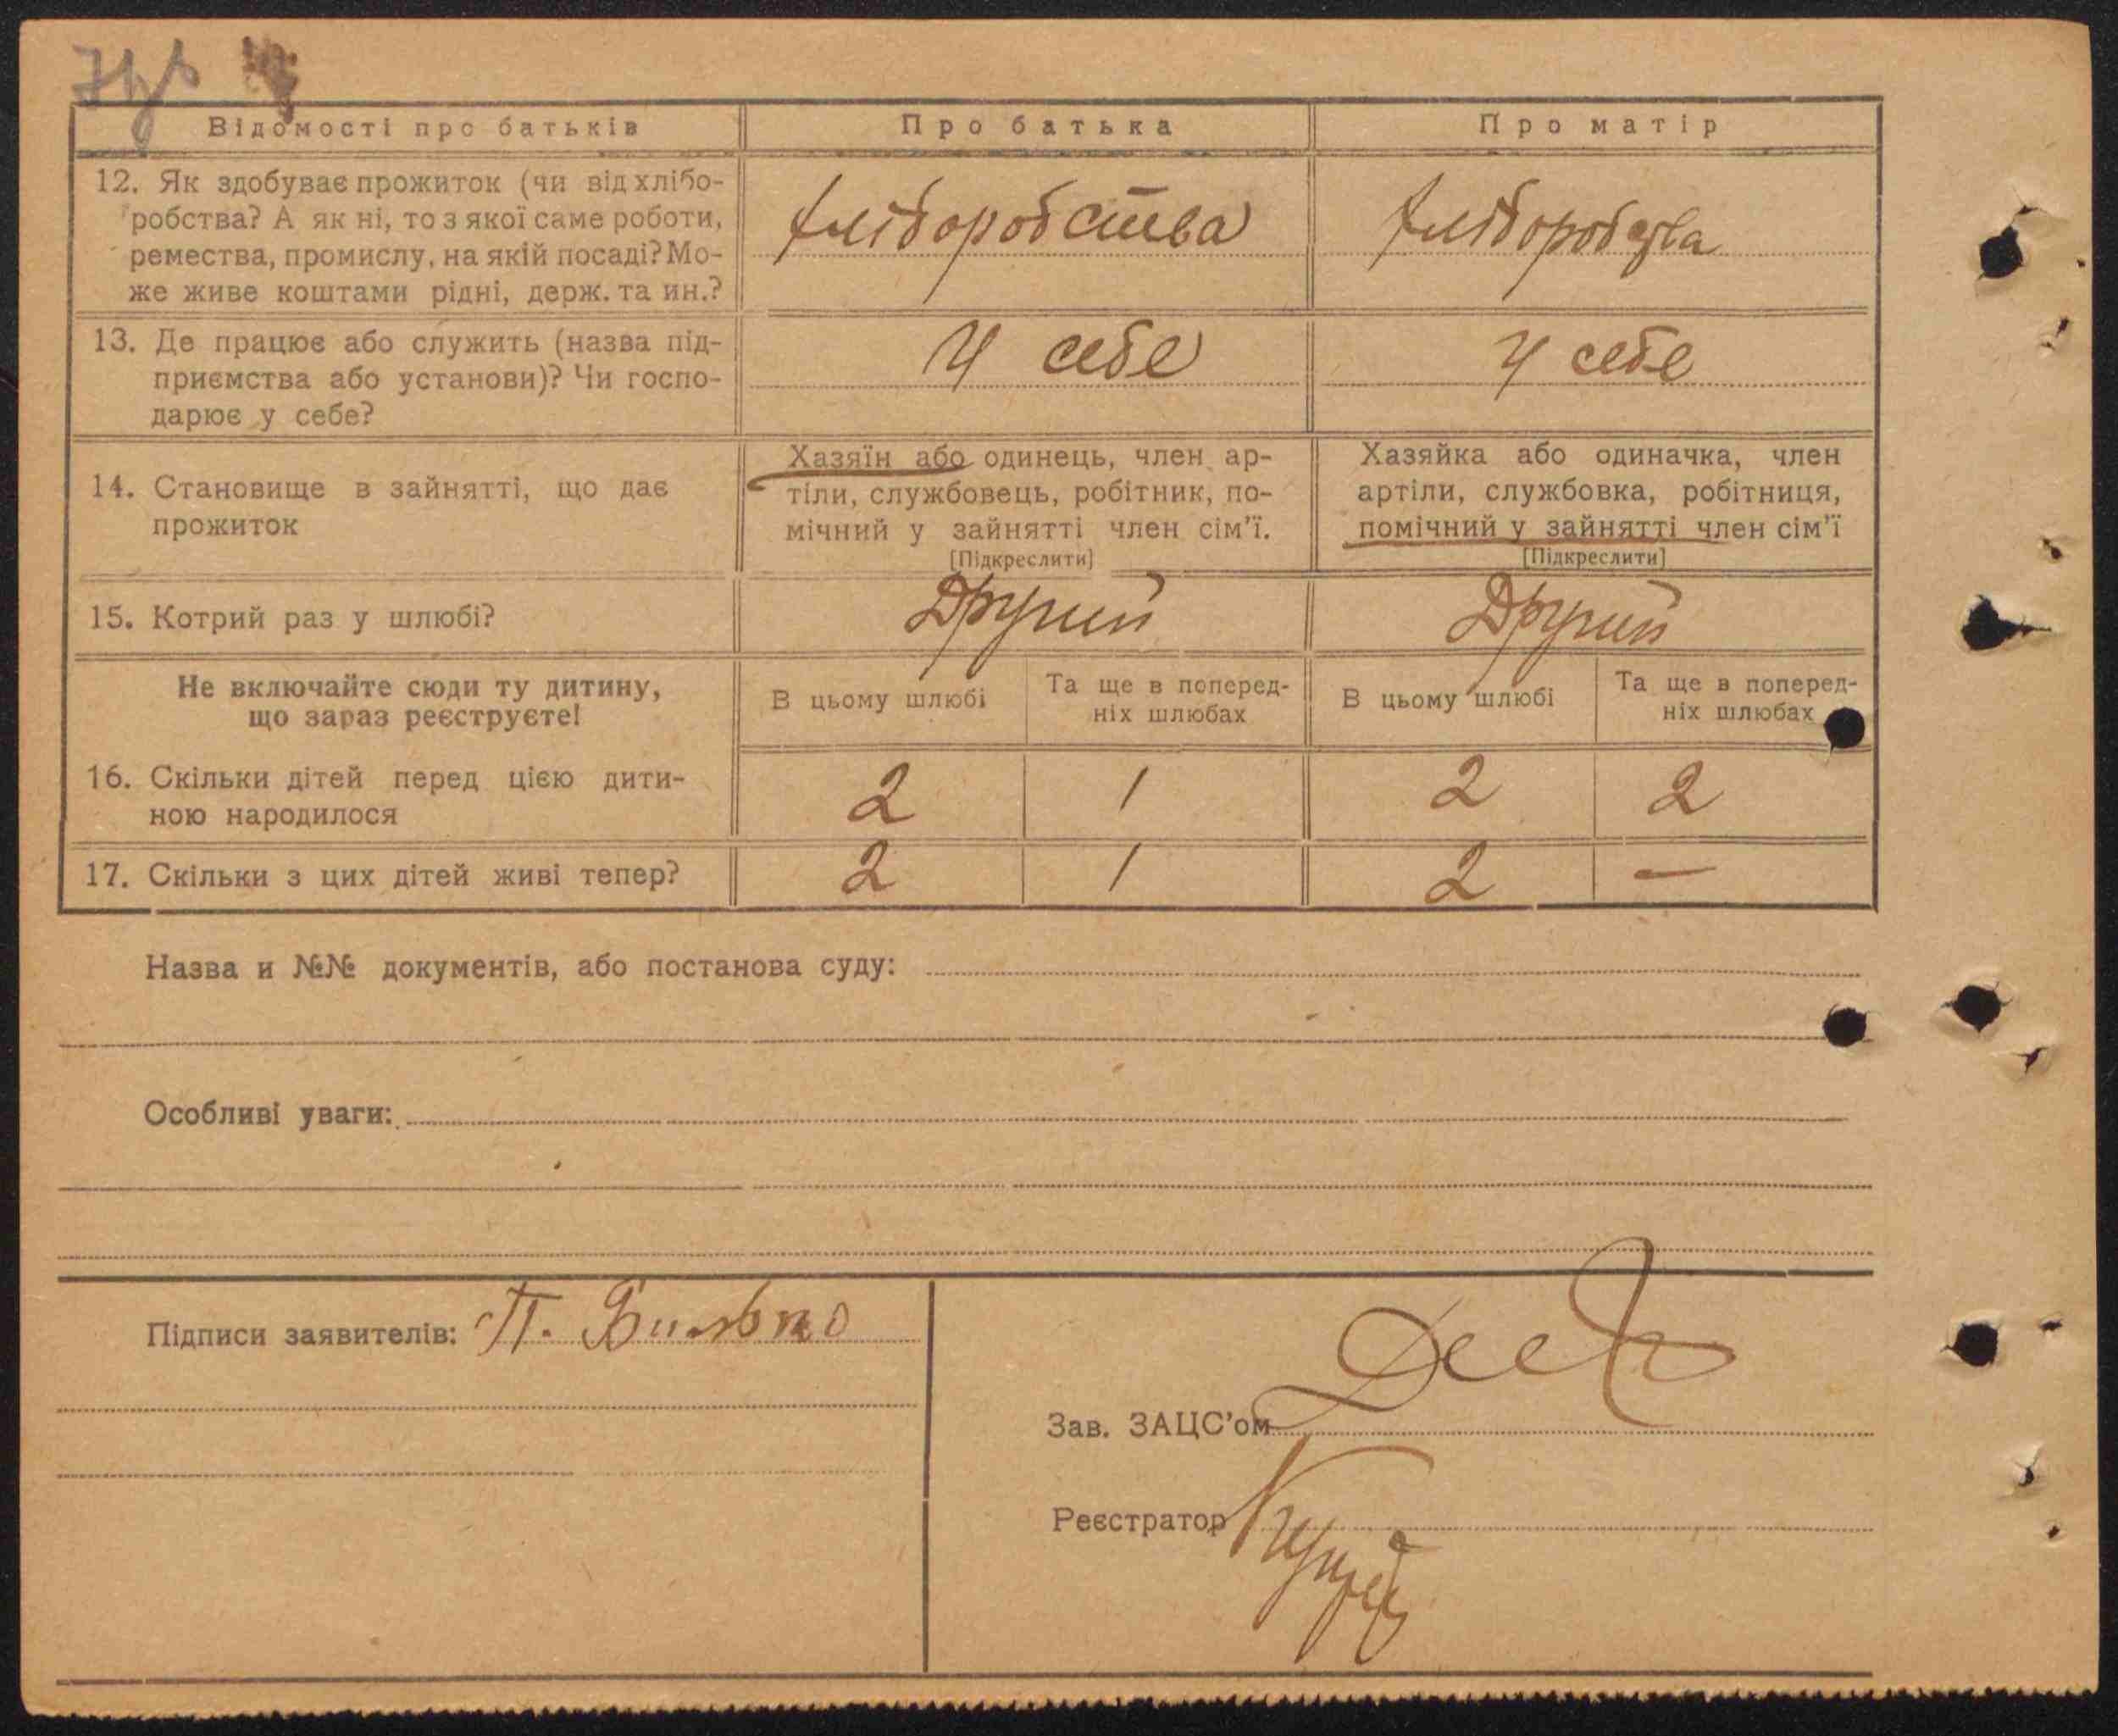 Відомості про батьків
Про батька
Про матір
12. Як здобуває прожиток (чи від хлібо-
робства? А як ні, то з якої саме роботи,
ремества, промислу, на якій посаді? Мо-
же живе коштами рідні, держ. та ин.?
хліборобства
хліборобства
13. Де працює або служить (назва під-
приємства або установи)? Чи госпо-
дарює у себе?
У себе
У себе
14. Становище в зайнятті, що дає
прожиток
Хазяїн або одинець, член ар-
тіли, службовець, робітник, по-
мічний у зайнятті член сім'ї.
[Підкреслити]
Хазяйка або одиначка, член
артіли, службовка, робітниця,
помічний у зайнятті член сім'ї
[Підкреслити]
15. Котрий раз у шлюбі?
Другий
Другий
Не включайте сюди ту дитину,
що зараз реєструєте!
В цьому шлюбі
Та ще в поперед-
ніх шлюбах
В цьому шлюбі
Та ще в поперед-
ніх шлюбах
16. Скільки дітей перед цією дити-
ною народилося
2
1
2
2
17. Скільки з цих дітей живі тепер?
2
1
2
—
Назва и №№ документів, або постанова суду:
Особливі уваги:
Підписи заявителів: П.
Зав. ЗАЦС'ом
Реєстратор